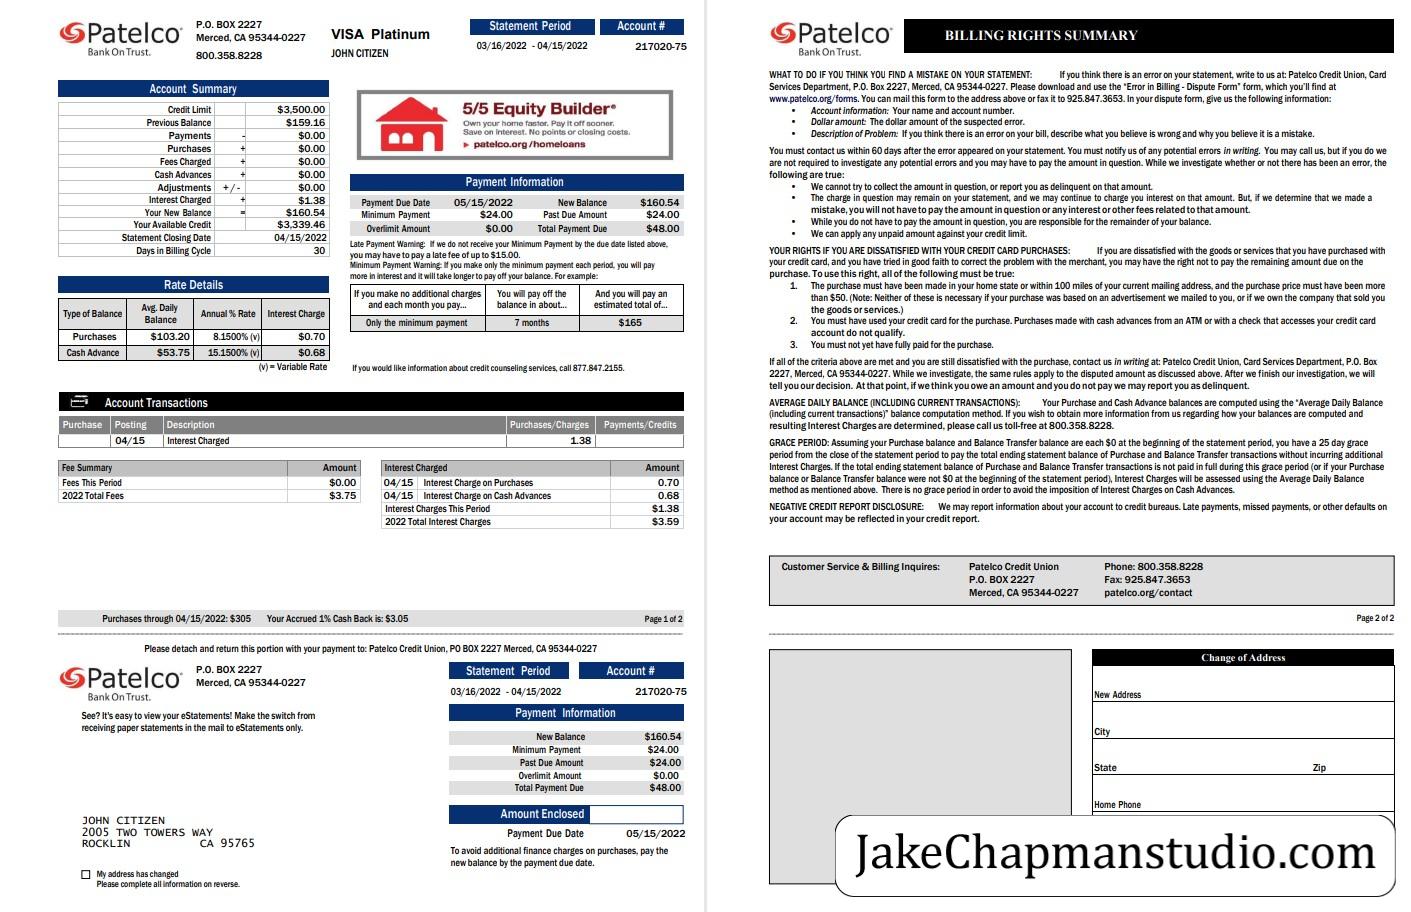 Patelco
Bank On Trust.
P.O. BOX 2227
Merced, CA 95344-0227
800.358.8228
VISA Platinum
JOHN CITIZEN
Statement Period
Account #
03/16/2022 - 04/15/2022
217020-75
Account Summary
Credit Limit $3,500.00
Previous Balance $159.16
Payments - $0.00
Purchases + $0.00
Fees Charged + $0.00
Cash Advances + $0.00
Adjustments +/- $0.00
Interest Charged + $1.38
Your New Balance = $160.54
Your Available Credit $3,339.46
Statement Closing Date 04/15/2022
Days in Billing Cycle 30
5/5 Equity Builder®
Own your home faster. Pay it off sooner.
Save on Interest. No points or closing costs.
► patelco.org/homeloans
Payment Information
Payment Due Date 05/15/2022 New Balance $160.54
Minimum Payment $24.00 Past Due Amount $24.00
Overlimit Amount $0.00 Total Payment Due $48.00
Late Payment Warning: If we do not receive your Minimum Payment by the due date listed above,
you may have to pay a late fee of up to $15.00.
Minimum Payment Warning: If you make only the minimum payment each period, you will pay
more in interest and it will take longer to pay off your balance. For example:
If you make no additional charges and each month you pay... You will pay off the balance in about... And you will pay an estimated total of...
Only the minimum payment 7 months $165
Rate Details
Type of Balance Avg. Daily Balance Annual % Rate Interest Charge
Purchases $103.20 8.1500% (v) $0.70
Cash Advance $53.75 15.1500% (v) $0.68
(v) = Variable Rate
If you would like information about credit counseling services, call 877.847.2155.
Account Transactions
Purchase Posting Description Purchases/Charges Payments/Credits
04/15 Interest Charged 1.38
Fee Summary Amount
Fees This Period $0.00
2022 Total Fees $3.75
Interest Charged Amount
04/15 Interest Charge on Purchases 0.70
04/15 Interest Charge on Cash Advances 0.68
Interest Charges This Period $1.38
2022 Total Interest Charges $3.59
Purchases through 04/15/2022: $305 Your Accrued 1% Cash Back is: $3.05 Page 1 of 2
Please detach and return this portion with your payment to: Patelco Credit Union, PO BOX 2227 Merced, CA 95344-0227
Patelco
Bank On Trust.
P.O. BOX 2227
Merced, CA 95344-0227
See? It's easy to view your eStatements! Make the switch from
receiving paper statements in the mail to eStatements only.
Statement Period Account #
03/16/2022 - 04/15/2022 217020-75
Payment Information
New Balance $160.54
Minimum Payment $24.00
Past Due Amount $24.00
Overlimit Amount $0.00
Total Payment Due $48.00
Amount Enclosed
Payment Due Date 05/15/2022
To avoid additional finance charges on purchases, pay the
new balance by the payment due date.
JOHN CITIZEN
2005 TWO TOWERS WAY
ROCKLIN CA 95765
My address has changed
Please complete all information on reverse.
Patelco
Bank On Trust.
BILLING RIGHTS SUMMARY
WHAT TO DO IF YOU THINK YOU FIND A MISTAKE ON YOUR STATEMENT: If you think there is an error on your statement, write to us at: Patelco Credit Union, Card
Services Department, P.O. Box 2227, Merced, CA 95344-0227. Please download and use the "Error in Billing - Dispute Form" form, which you'll find at
www.patelco.org/forms. You can mail this form to the address above or fax it to 925.847.3653. In your dispute form, give us the following information:
• Account information: Your name and account number.
• Dollar amount: The dollar amount of the suspected error.
• Description of Problem: If you think there is an error on your bill, describe what you believe is wrong and why you believe it is a mistake.
You must contact us within 60 days after the error appeared on your statement. You must notify us of any potential errors in writing. You may call us, but if you do we
are not required to investigate any potential errors and you may have to pay the amount in question. While we investigate whether or not there has been an error, the
following are true:
• We cannot try to collect the amount in question, or report you as delinquent on that amount.
• The charge in question may remain on your statement, and we may continue to charge you interest on that amount. But, if we determine that we made a
mistake, you will not have to pay the amount in question or any interest or other fees related to that amount.
• While you do not have to pay the amount in question, you are responsible for the remainder of your balance.
• We can apply any unpaid amount against your credit limit.
YOUR RIGHTS IF YOU ARE DISSATISFIED WITH YOUR CREDIT CARD PURCHASES: If you are dissatisfied with the goods or services that you have purchased with
your credit card, and you have tried in good faith to correct the problem with the merchant, you may have the right not to pay the remaining amount due on the
purchase. To use this right, all of the following must be true:
1. The purchase must have been made in your home state or within 100 miles of your current mailing address, and the purchase price must have been more
than $50. (Note: Neither of these is necessary if your purchase was based on an advertisement we mailed to you, or if we own the company that sold you
the goods or services.)
2. You must have used your credit card for the purchase. Purchases made with cash advances from an ATM or with a check that accesses your credit card
account do not qualify.
3. You must not yet have fully paid for the purchase.
If all of the criteria above are met and you are still dissatisfied with the purchase, contact us in writing at: Patelco Credit Union, Card Services Department, P.O. Box
2227, Merced, CA 95344-0227. While we investigate, the same rules apply to the disputed amount as discussed above. After we finish our investigation, we will
tell you our decision. At that point, if we think you owe an amount and you do not pay we may report you as delinquent.
AVERAGE DAILY BALANCE (INCLUDING CURRENT TRANSACTIONS): Your Purchase and Cash Advance balances are computed using the "Average Daily Balance
(including current transactions)" balance computation method. If you wish to obtain more information from us regarding how your balances are computed and
resulting Interest Charges are determined, please call us toll-free at 800.358.8228.
GRACE PERIOD: Assuming your Purchase balance and Balance Transfer balance are each $0 at the beginning of the statement period, you have a 25 day grace
period from the close of the statement period to pay the total ending statement balance of Purchase and Balance Transfer transactions without incurring additional
Interest Charges. If the total ending statement balance of Purchase and Balance Transfer transactions is not paid in full during this grace period (or if your Purchase
balance or Balance Transfer balance were not $0 at the beginning of the statement period), Interest Charges will be assessed using the Average Daily Balance
method as mentioned above. There is no grace period in order to avoid the imposition of Interest Charges on Cash Advances.
NEGATIVE CREDIT REPORT DISCLOSURE: We may report information about your account to credit bureaus. Late payments, missed payments, or other defaults on
your account may be reflected in your credit report.
Customer Service & Billing Inquires: Patelco Credit Union Phone: 800.358.8228
P.O. BOX 2227 Fax: 925.847.3653
Merced, CA 95344-0227 patelco.org/contact
Page 2 of 2
Change of Address
New Address
City
State Zip
Home Phone
JakeChapmanstudio.com